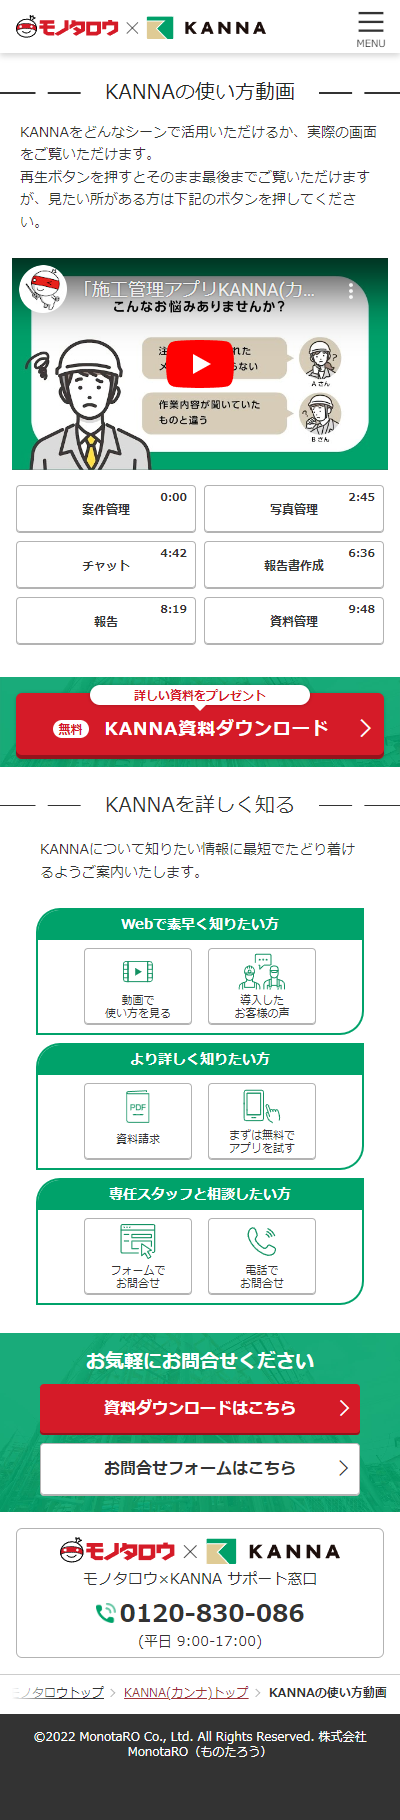 モノタロウ × KANNA
MENU
KANNAの使い方動画
KANNAをどんなシーンで活用いただけるか、実際の画面
をご覧いただけます。
再生ボタンを押すとそのまま最後までご覧いただけます
が、見たい所がある方は下記のボタンを押してくださ
い。
「施工管理アプリKANNA(カ...
こんなお悩みありませんか？
Aさん
作業内容が聞いていた
ものと違う
Bさん
案件管理 0:00
写真管理 2:45
チャット 4:42
報告書作成 6:36
報告 8:19
資料管理 9:48
詳しい資料をプレゼント
無料 KANNA資料ダウンロード
KANNAを詳しく知る
KANNAについて知りたい情報に最短でたどり着け
るようご案内いたします。
Webで素早く知りたい方
動画で
使い方を見る
導入した
お客様の声
より詳しく知りたい方
PDF
資料請求
まずは無料で
アプリを試す
専任スタッフと相談したい方
フォームで
お問合せ
電話で
お問合せ
お気軽にお問合せください
資料ダウンロードはこちら
お問合せフォームはこちら
モノタロウ × KANNA
モノタロウ×KANNA サポート窓口
0120-830-086
(平日 9:00-17:00)
ノタロウトップ > KANNA(カンナ)トップ > KANNAの使い方動画
©2022 MonotaRO Co., Ltd. All Rights Reserved. 株式会社
MonotaRO（ものたろう）